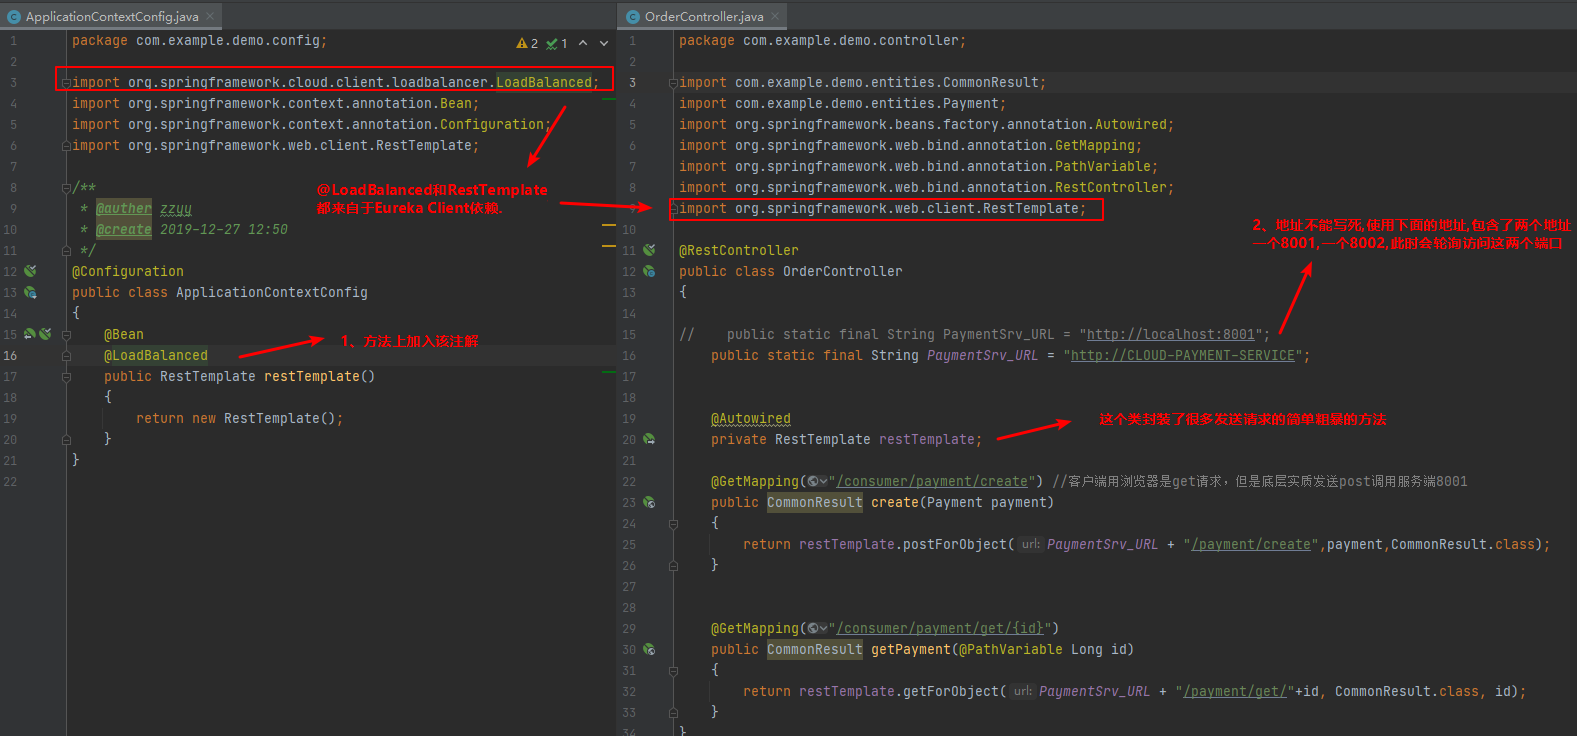 ApplicationContextConfig.java
package com.example.demo.config;
2 1
import org.springframework.cloud.client.loadbalancer.LoadBalanced;
import org.springframework.context.annotation.Bean;
import org.springframework.context.annotation.Configuration;
import org.springframework.web.client.RestTemplate;
/**
@LoadBalanced和RestTemplate
都来自于Eureka Client依赖.
* @auther zzyy
* @create 2019-12-27 12:50
*/
@Configuration
public class ApplicationContextConfig
{
@Bean
1、方法上加入该注解
@LoadBalanced
public RestTemplate restTemplate()
{
return new RestTemplate();
}
}
1
2
3
4
5
6
7
8
9
10
11
12
13
14
15
16
17
18
19
20
21
22
OrderController.java
package com.example.demo.controller;
import com.example.demo.entities.CommonResult;
import com.example.demo.entities.Payment;
import org.springframework.beans.factory.annotation.Autowired;
import org.springframework.web.bind.annotation.GetMapping;
import org.springframework.web.bind.annotation.PathVariable;
import org.springframework.web.bind.annotation.RestController;
import org.springframework.web.client.RestTemplate;
2、地址不能写死,使用下面的地址,包含了两个地址
一个8001,一个8002,此时会轮询访问这两个端口
@RestController
public class OrderController
{
// public static final String PaymentSrv_URL = "http://localhost:8001";
public static final String PaymentSrv_URL = "http://CLOUD-PAYMENT-SERVICE";
@Autowired
这个类封装了很多发送请求的简单粗暴的方法
private RestTemplate restTemplate;
@GetMapping("/consumer/payment/create") //客户端用浏览器是get请求，但是底层实质发送post调用服务端8001
public CommonResult create(Payment payment)
{
return restTemplate.postForObject( url: PaymentSrv_URL + "/payment/create",payment,CommonResult.class);
}
@GetMapping("/consumer/payment/get/{id}")
public CommonResult getPayment(@PathVariable Long id)
{
return restTemplate.getForObject( url: PaymentSrv_URL + "/payment/get/"+id, CommonResult.class, id);
}
}
1
2
3
4
5
6
7
8
9
10
11
12
13
14
15
16
17
18
19
20
21
22
23
24
25
26
27
28
29
30
31
32
33
34